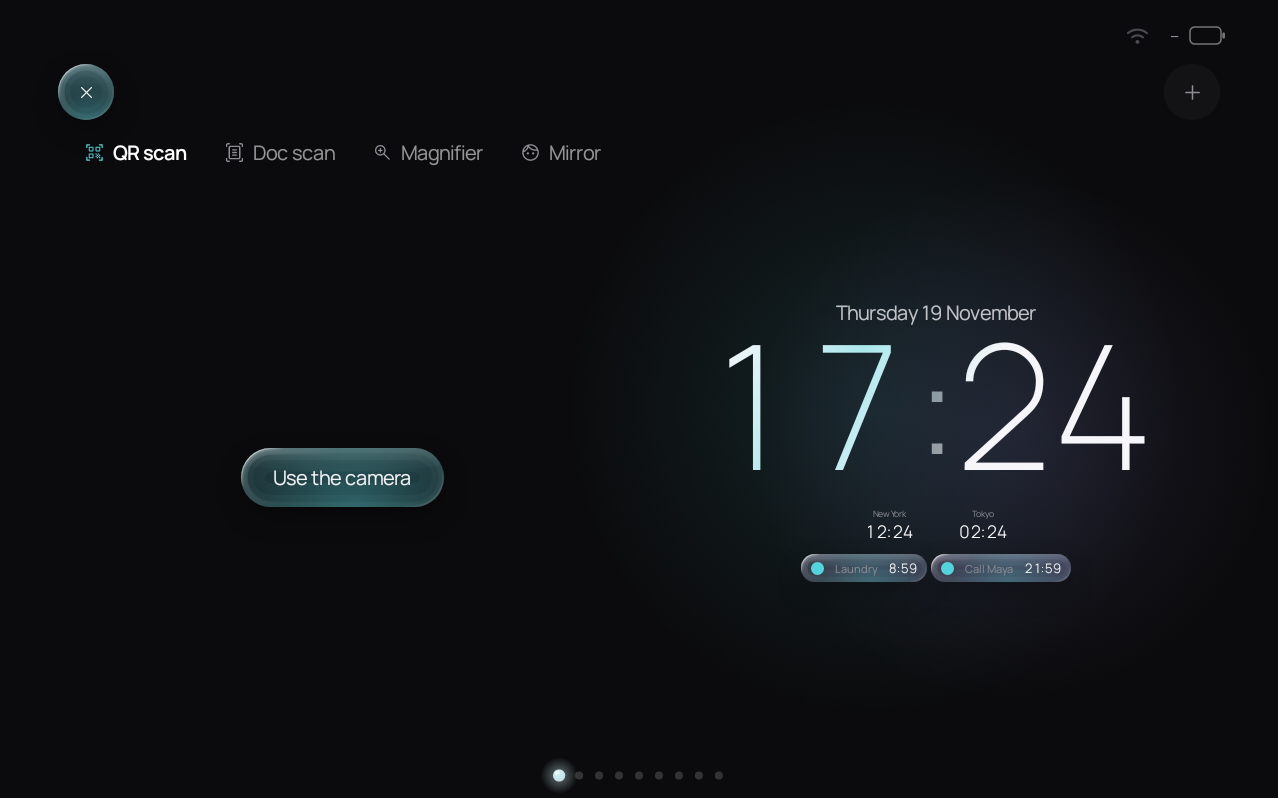 –
QR scan Doc scan Magnifier Mirror
Thursday 19 November
17:24
New York Tokyo
12:24 02:24
Laundry 8:59 Call Maya 21:59
Use the camera